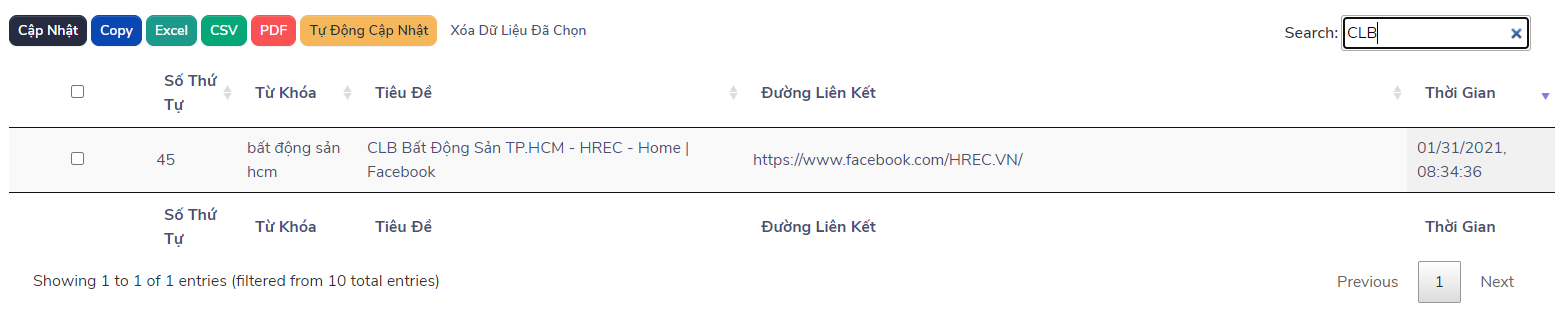 Cập Nhật Copy Excel CSV PDF Tự Động Cập Nhật Xóa Dữ Liệu Đã Chọn Search: CLB
Số Thứ Tự Từ Khóa Tiêu Đề Đường Liên Kết Thời Gian
45 bất động sản hcm CLB Bất Động Sản TP.HCM - HREC - Home | Facebook https://www.facebook.com/HREC.VN/ 01/31/2021, 08:34:36
Số Thứ Tự Từ Khóa Tiêu Đề Đường Liên Kết Thời Gian
Showing 1 to 1 of 1 entries (filtered from 10 total entries) Previous 1 Next